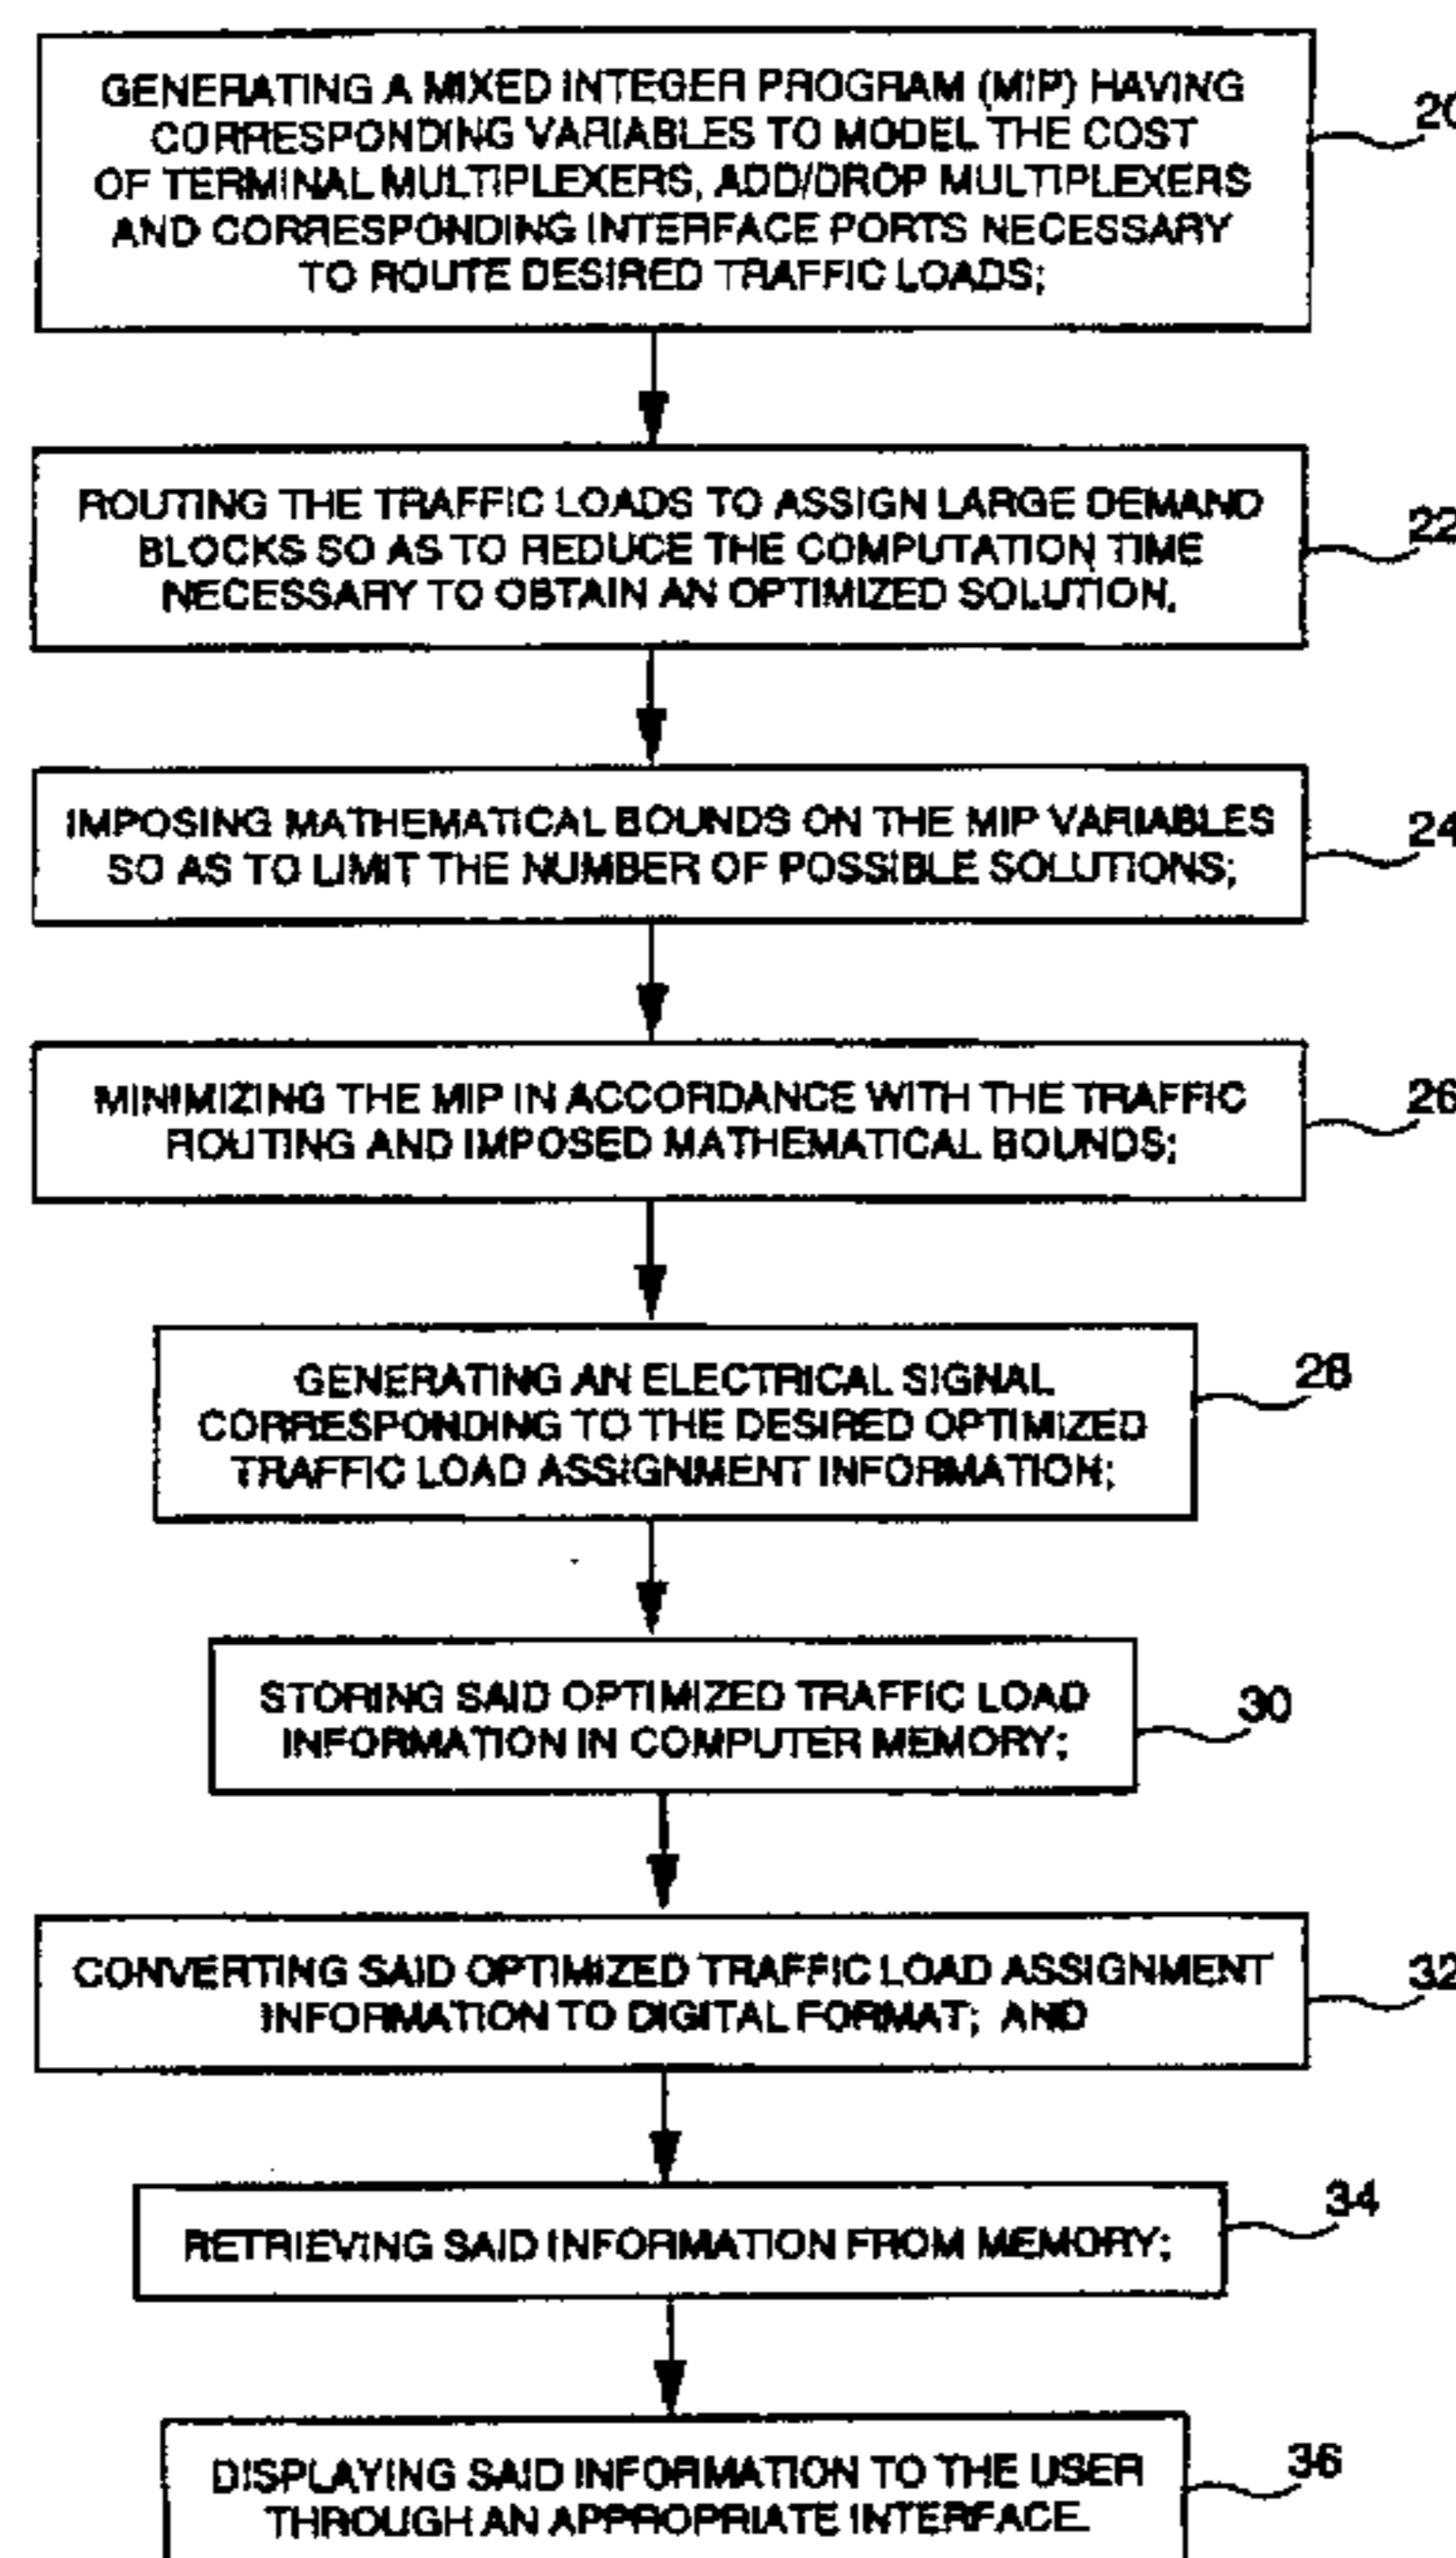 GENERATING A MIXED INTEGER PROGRAM (MIP) HAVING
CORRESPONDING VARIABLES TO MODEL THE COST
OF TERMINAL MULTIPLEXERS, ADD/DROP MULTIPLEXERS
AND CORRESPONDING INTERFACE PORTS NECESSARY
TO ROUTE DESIRED TRAFFIC LOADS;
20
ROUTING THE TRAFFIC LOADS TO ASSIGN LARGE DEMAND
BLOCKS SO AS TO REDUCE THE COMPUTATION TIME
NECESSARY TO OBTAIN AN OPTIMIZED SOLUTION.
22
IMPOSING MATHEMATICAL BOUNDS ON THE MIP VARIABLES
SO AS TO LIMIT THE NUMBER OF POSSIBLE SOLUTIONS;
24
MINIMIZING THE MIP IN ACCORDANCE WITH THE TRAFFIC
ROUTING AND IMPOSED MATHEMATICAL BOUNDS;
26
GENERATING AN ELECTRICAL SIGNAL
CORRESPONDING TO THE DESIRED OPTIMIZED
TRAFFIC LOAD ASSIGNMENT INFORMATION;
28
STORING SAID OPTIMIZED TRAFFIC LOAD
INFORMATION IN COMPUTER MEMORY;
30
CONVERTING SAID OPTIMIZED TRAFFIC LOAD ASSIGNMENT
INFORMATION TO DIGITAL FORMAT; AND
32
RETRIEVING SAID INFORMATION FROM MEMORY;
34
DISPLAYING SAID INFORMATION TO THE USER
THROUGH AN APPROPRIATE INTERFACE.
36